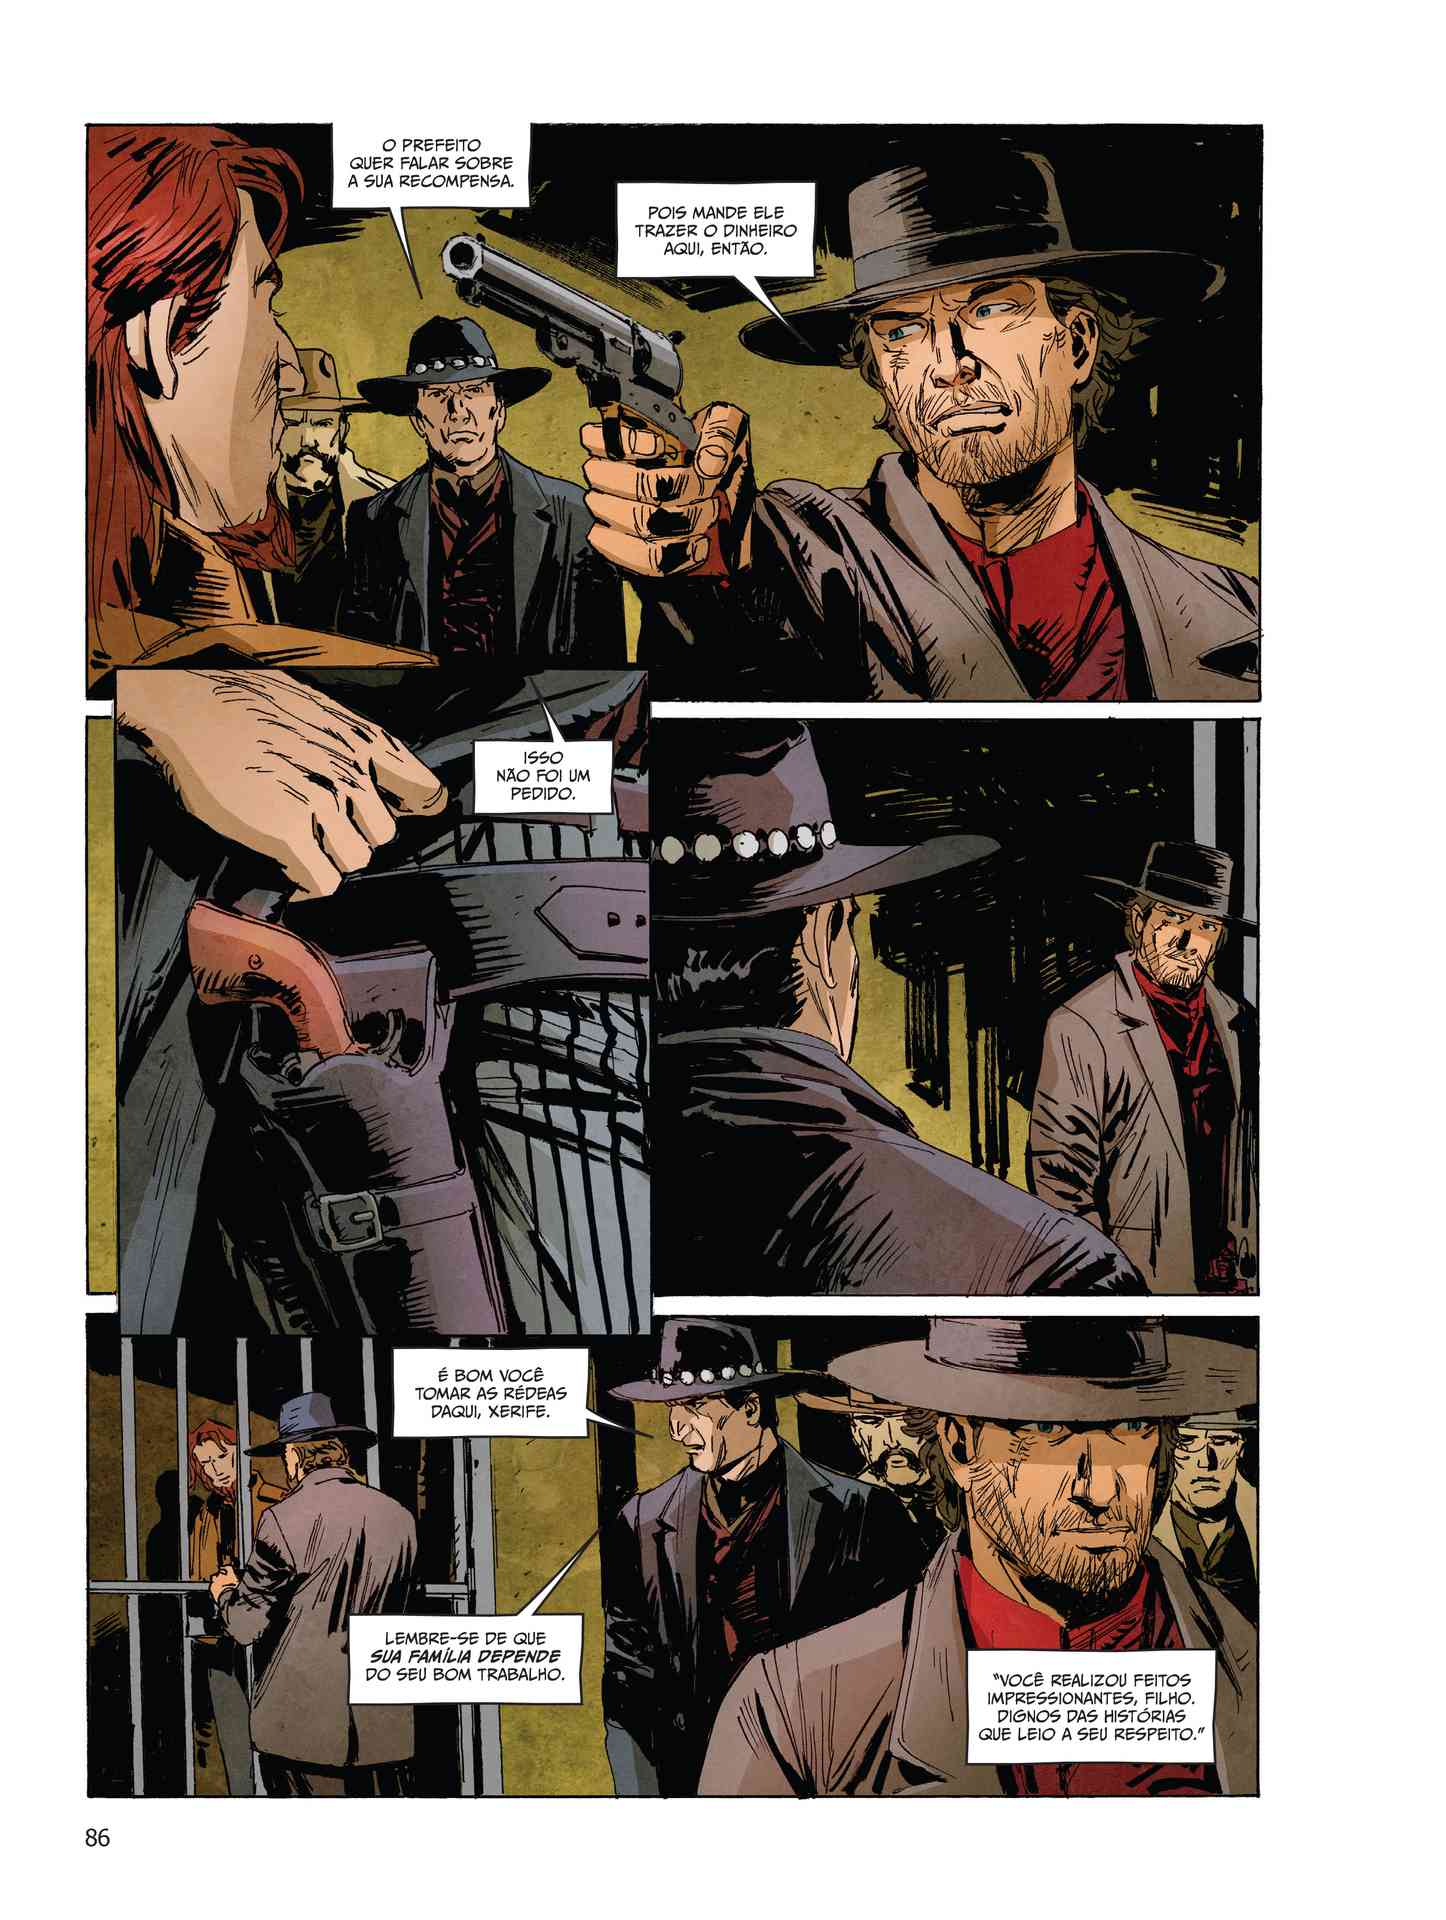 O PREFEITO
QUER FALAR SOBRE
A SUA RECOMPENSA.
POIS MANDE ELE
TRAZER O DINHEIRO
AQUI, ENTÃO.
ISSO
NÃO FOI UM
PEDIDO.
É BOM VOCÊ
TOMAR AS RÉDEAS
DAQUI, XERIFE.
LEMBRE-SE DE QUE
SUA FAMÍLIA DEPENDE
DO SEU BOM TRABALHO.
“VOCÊ REALIZOU FEITOS
IMPRESSIONANTES, FILHO.
DIGNOS DAS HISTÓRIAS
QUE LEIO A SEU RESPEITO.”
86